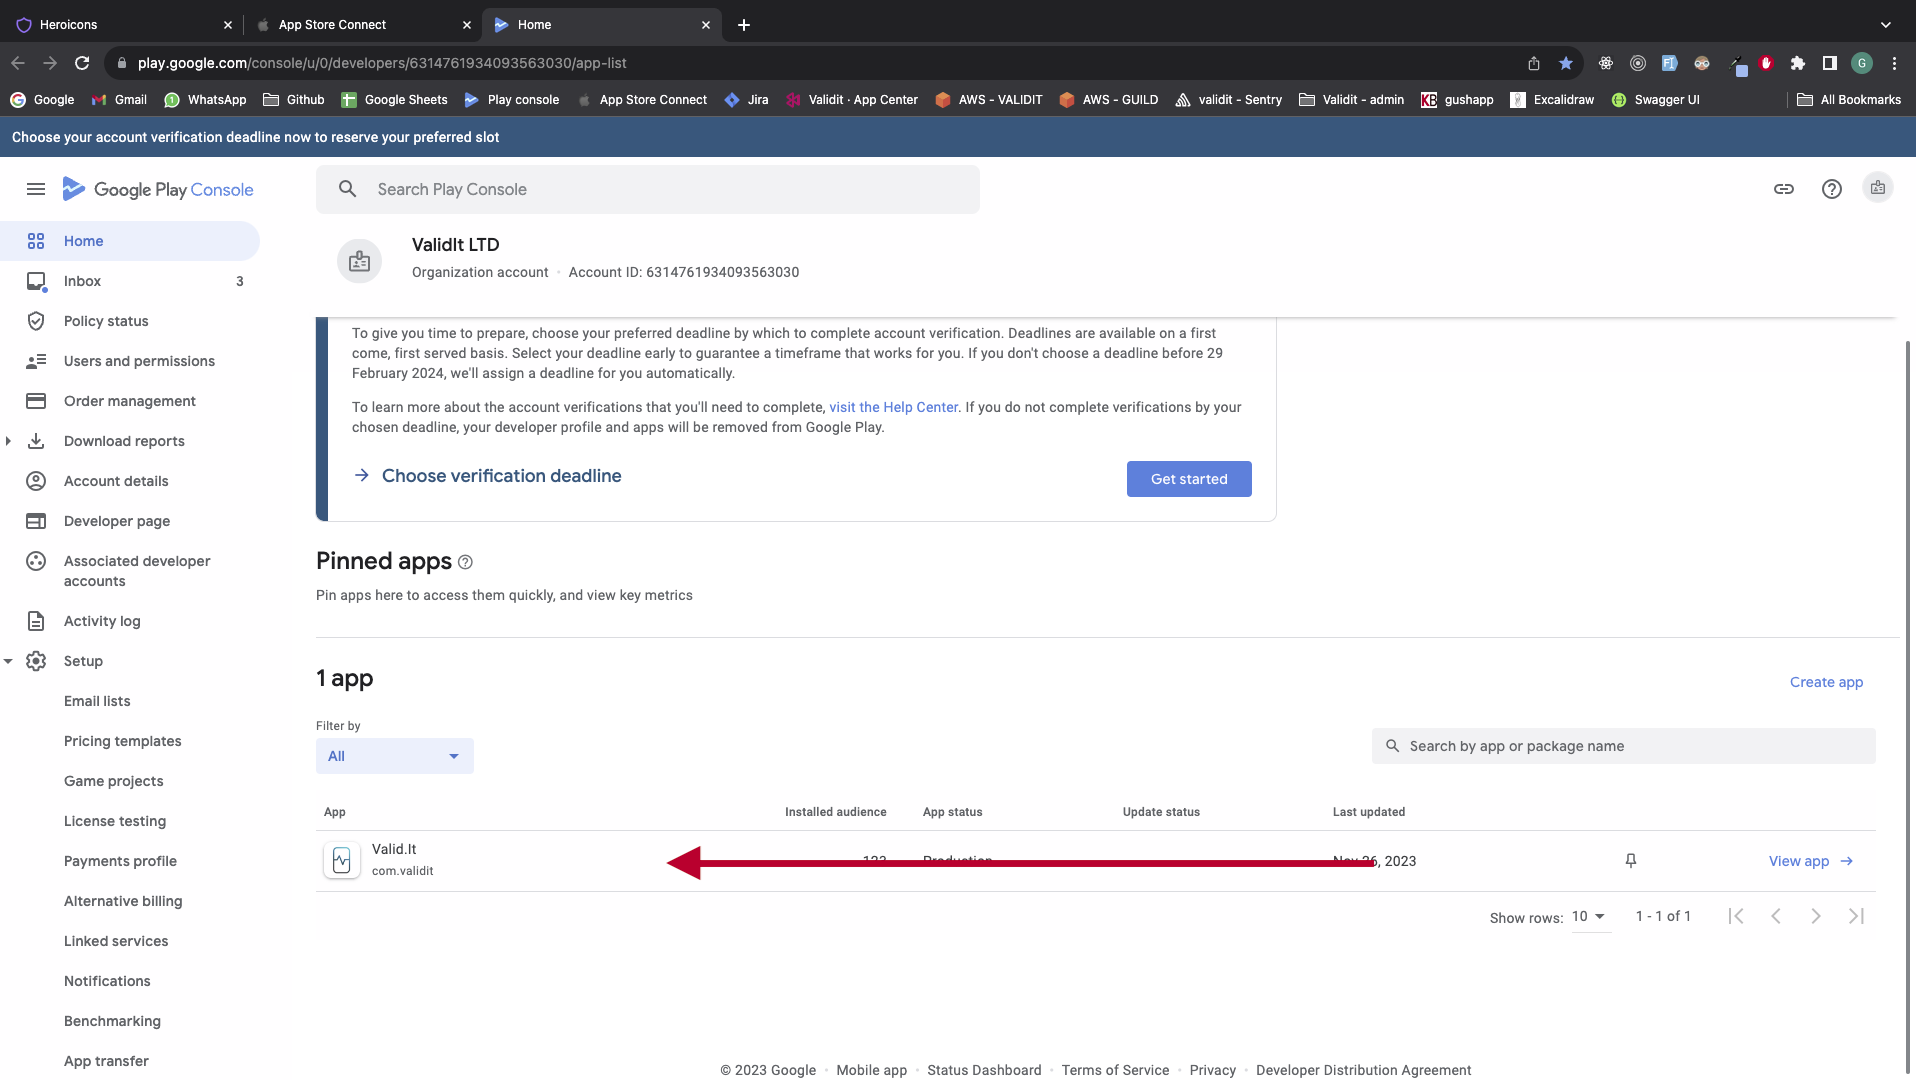 Heroicons
App Store Connect
Home
play.google.com/console/u/0/developers/6314761934093563030/app-list
G
Google
Gmail
WhatsApp
Github
Google Sheets
Play console
App Store Connect
Jira
Validit · App Center
AWS - VALIDIT
AWS - GUILD
validit - Sentry
Validit - admin
gushapp
Excalidraw
Swagger UI
All Bookmarks
Choose your account verification deadline now to reserve your preferred slot
Google Play Console
Search Play Console
Home
Inbox 3
Policy status
Users and permissions
Order management
Download reports
Account details
Developer page
Associated developer
accounts
Activity log
Setup
Email lists
Pricing templates
Game projects
License testing
Payments profile
Alternative billing
Linked services
Notifications
Benchmarking
App transfer
ValidIt LTD
Organization account · Account ID: 6314761934093563030
To give you time to prepare, choose your preferred deadline by which to complete account verification. Deadlines are available on a first
come, first served basis. Select your deadline early to guarantee a timeframe that works for you. If you don't choose a deadline before 29
February 2024, we'll assign a deadline for you automatically.
To learn more about the account verifications that you'll need to complete, visit the Help Center. If you do not complete verifications by your
chosen deadline, your developer profile and apps will be removed from Google Play.
Choose verification deadline
Get started
Pinned apps
Pin apps here to access them quickly, and view key metrics
1 app
Create app
Filter by
All
Search by app or package name
App Installed audience App status Update status Last updated
Valid.It
com.validit
Production Nov 26, 2023 View app
Show rows: 10 1 - 1 of 1
© 2023 Google · Mobile app · Status Dashboard · Terms of Service · Privacy · Developer Distribution Agreement